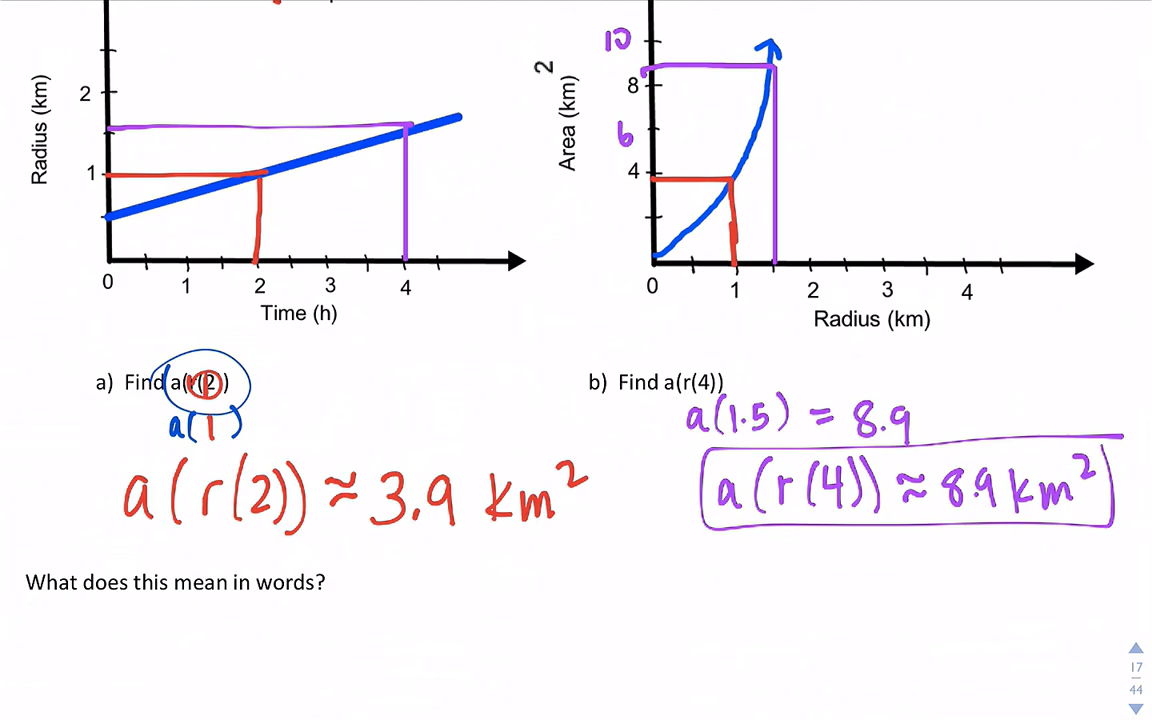 Radius (km)
2
1
0 1 2 3 4
Time (h)
Area (km)
2
10
8
6
4
0 1 2 3 4
Radius (km)
a) Find a(r(2))
a(1)
a(r(2)) ≈ 3.9 km²
b) Find a(r(4))
a(1.5) = 8.9
a(r(4)) ≈ 8.9 km²
What does this mean in words?
17
44